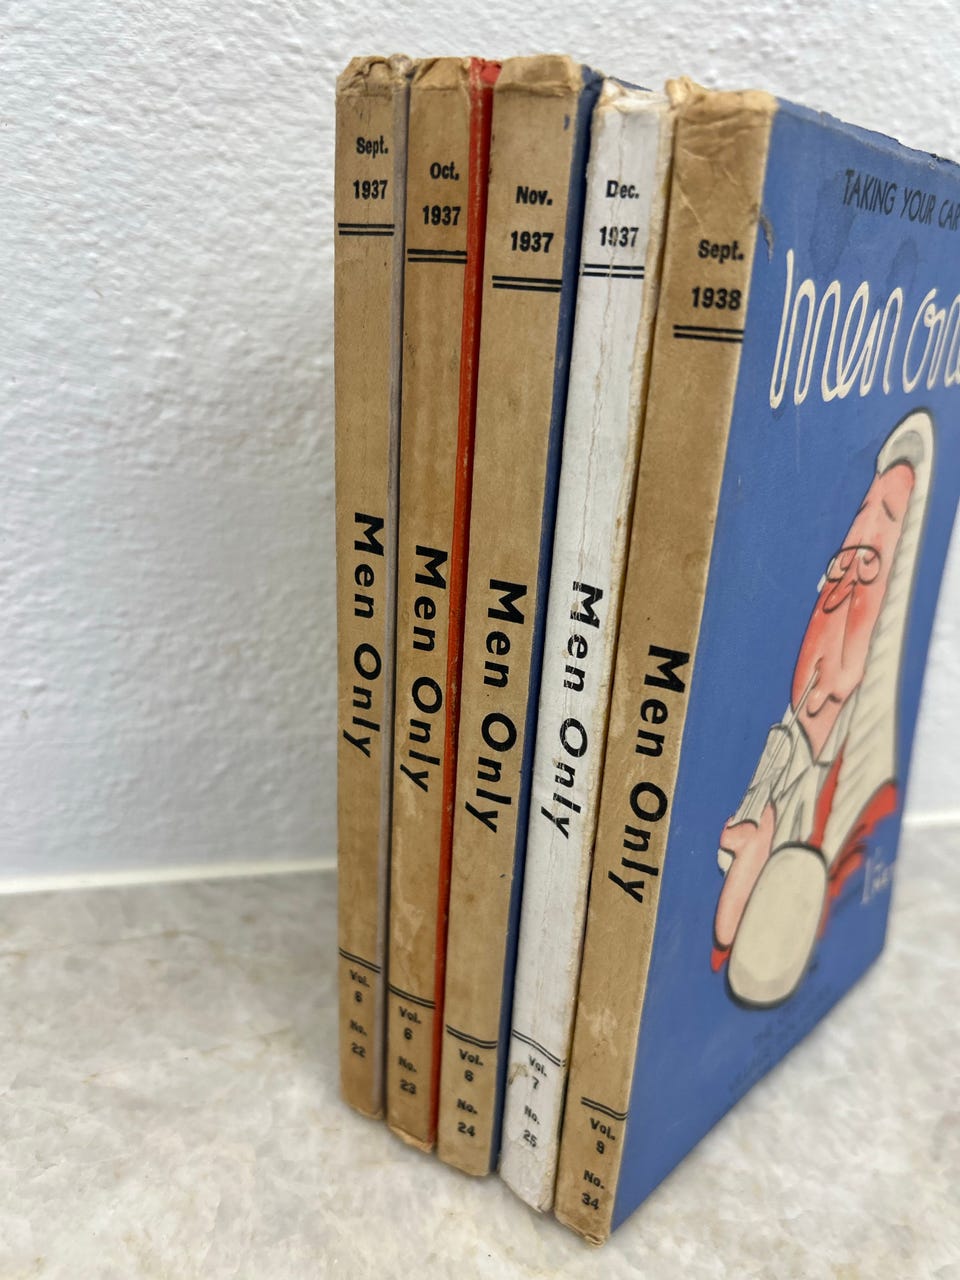 Sept.
1937
Men Only
Vol.
6
No.
22
Oct.
1937
Men Only
Vol.
6
No.
23
Nov.
1937
Men Only
Vol.
6
No.
24
Dec.
1937
Men Only
Vol.
7
No.
25
Sept.
1938
Men Only
Vol.
9
No.
34
TAKING YOUR CAR
men on